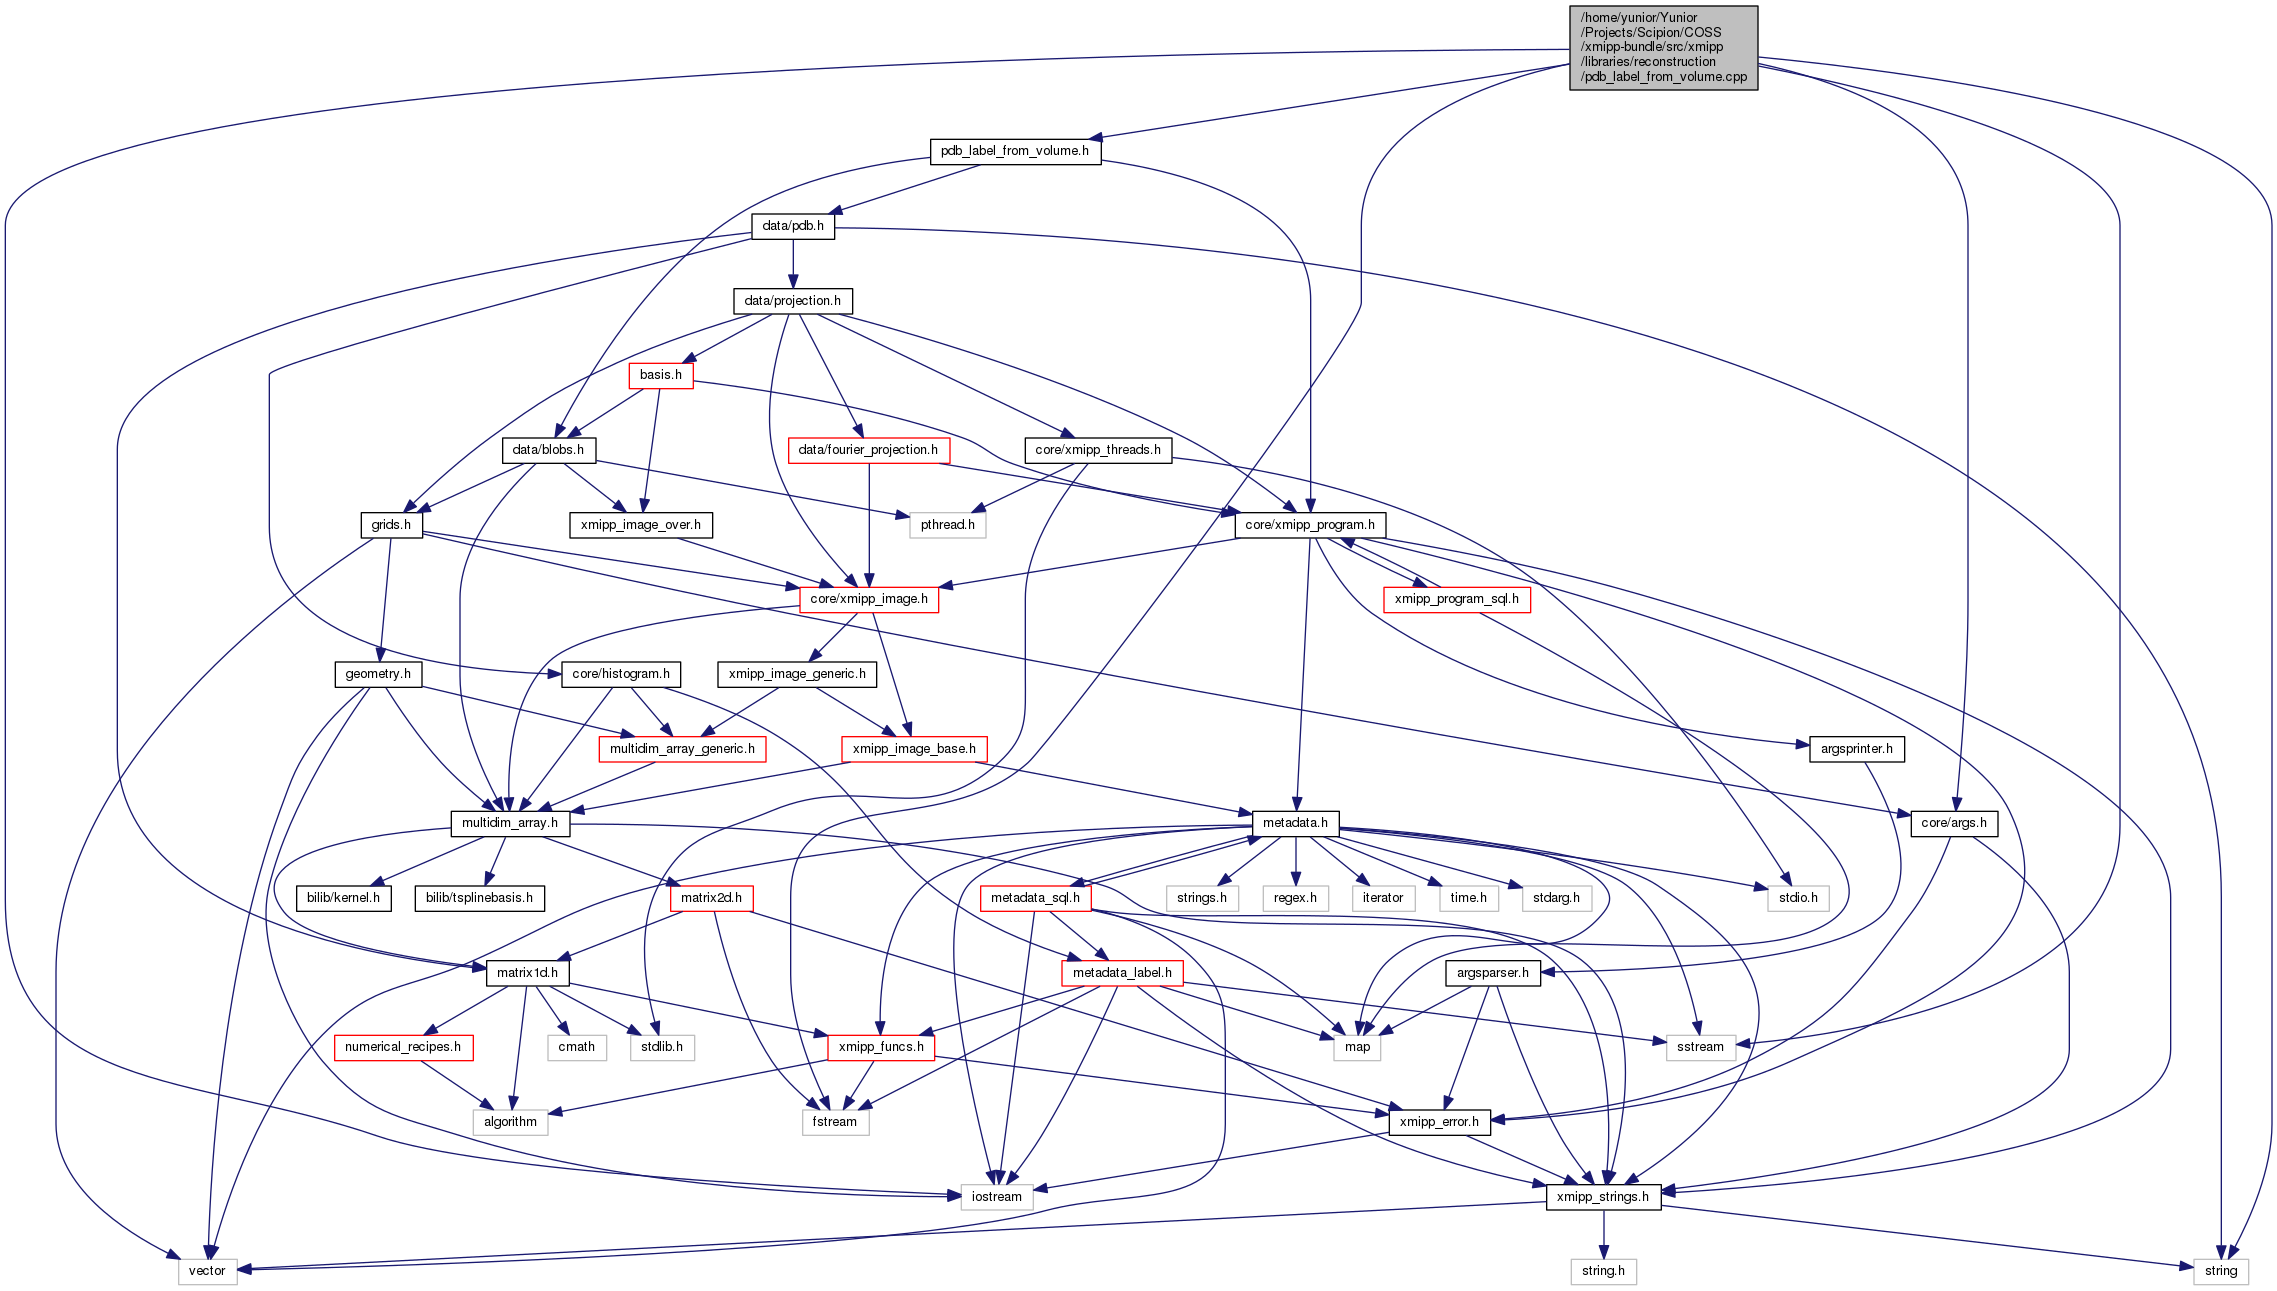 /home/yunior/Yunior
/Projects/Scipion/COSS
/xmipp-bundle/src/xmipp
/libraries/reconstruction
/pdb_label_from_volume.cpp
pdb_label_from_volume.h
data/pdb.h
data/projection.h
basis.h
data/blobs.h
data/fourier_projection.h
core/xmipp_threads.h
grids.h
xmipp_image_over.h
pthread.h
core/xmipp_program.h
core/xmipp_image.h
xmipp_program_sql.h
geometry.h
core/histogram.h
xmipp_image_generic.h
multidim_array_generic.h
xmipp_image_base.h
argsprinter.h
multidim_array.h
metadata.h
core/args.h
bilib/kernel.h
bilib/tsplinebasis.h
matrix2d.h
metadata_sql.h
strings.h
regex.h
iterator
time.h
stdarg.h
stdio.h
matrix1d.h
metadata_label.h
argsparser.h
numerical_recipes.h
cmath
stdlib.h
xmipp_funcs.h
map
sstream
algorithm
fstream
xmipp_error.h
iostream
xmipp_strings.h
vector
string.h
string